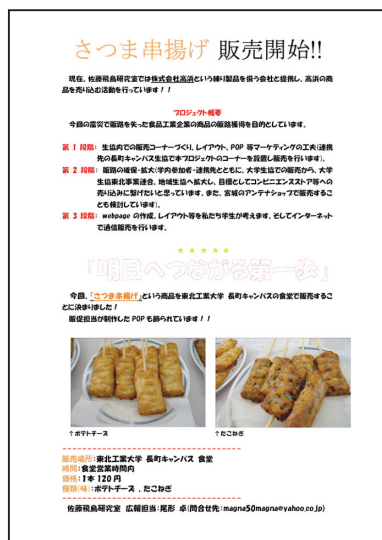 さつま串揚げ 販売開始!!
現在、佐藤飛鳥研究室では株式会社高浜という練り製品を扱う会社と提携し、高浜の商
品を売り込む活動を行っています！！
プロジェクト概要
今回の震災で販路を失った食品工業企業の商品の販路獲得を目的としています。
第 1 段階： 生協内での販売コーナーづくり、レイアウト、POP 等マーケティングの工夫(連携
先の長町キャンパス生協で本プロジェクトのコーナーを設置し販売を行います)。
第 2 段階： 販路の確保・拡大(学内参加者・連携先とともに、大学生協での販売から、大学
生協東北事業連合、地域生協へ拡大し、目標としてコンビニエンスストア等への
売り込みに繋げたいと思っています。また、宮城のアンテナショップで販売するこ
とも検討しています)。
第 3 段階： webpage の作成、レイアウト等を私たち学生が考えます。そしてインターネット
で通信販売を行います。
★ ★ ★ ★ ★
「明日へつながる第一歩」
今回、「さつま串揚げ」という商品を東北工業大学 長町キャンパスの食堂で販売するこ
とに決まりました！
販促担当が制作した POP も飾られています！！
↑ポテトチーズ
↑たこねぎ
販売場所：東北工業大学 長町キャンパス 食堂
時間：食堂営業時間内
価格：1本 120 円
種類(味)：ポテトチーズ 、たこねぎ
佐藤飛鳥研究室 広報担当：尾形 卓(問合せ先：magna50magna@yahoo.co.jp)